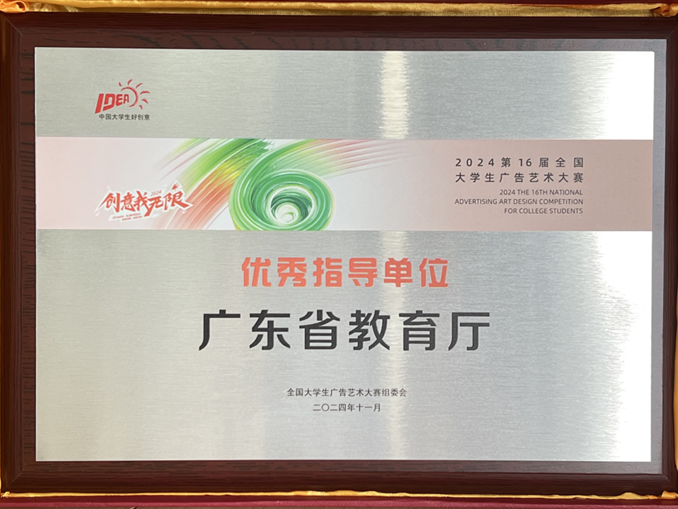 IDEA
中国大学生好创意
创意我无限
2024第16届全国
大学生广告艺术大赛
2024 THE 16TH NATIONAL
ADVERTISING ART DESIGN COMPETITION
FOR COLLEGE STUDENTS
优秀指导单位
广东省教育厅
全国大学生广告艺术大赛组委会
二〇二四年十一月